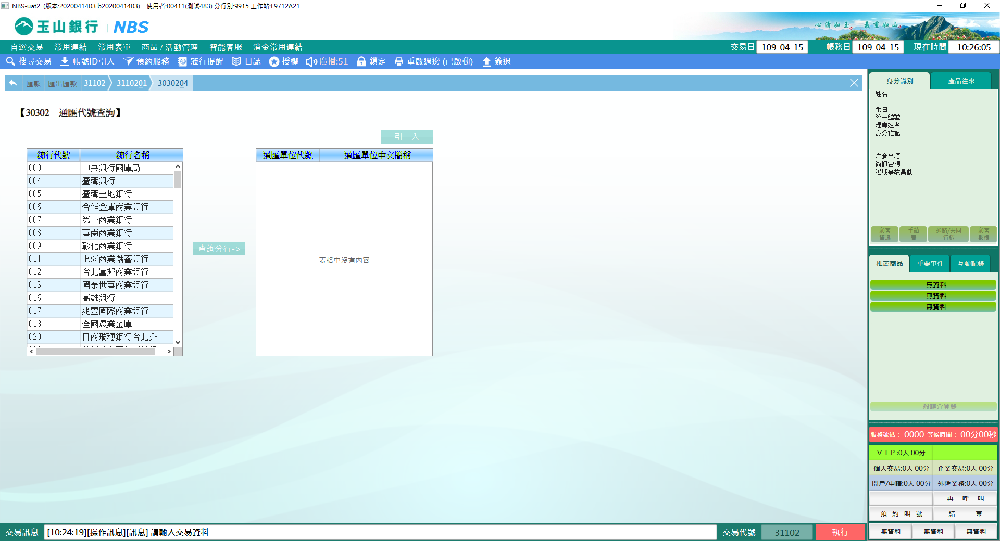 NBS-uat2 (版本:2020041403.b2020041403) 使用者:00411(測試483) 分行別:9915 工作站:L9712A21
玉山銀行 | NBS
心清如玉 義重如山
自選交易 常用連結 常用表單 商品 / 活動管理 智能客服 消金常用連結 交易日 109-04-15 帳務日 109-04-15 現在時間 10:26:05
搜尋交易 帳號ID引入 預約服務 蒞行提醒 日誌 授權 廣播:51 鎖定 重啟週邊 (已啟動) 簽退
匯款 匯出匯款 31102 3110201 3030204
【30302 通匯代號查詢】
引 入
總行代號 總行名稱
000 中央銀行國庫局
004 臺灣銀行
005 臺灣土地銀行
006 合作金庫商業銀行
007 第一商業銀行
008 華南商業銀行
009 彰化商業銀行
011 上海商業儲蓄銀行
012 台北富邦商業銀行
013 國泰世華商業銀行
016 高雄銀行
017 兆豐國際商業銀行
018 全國農業金庫
020 日商瑞穗銀行台北分
查詢分行->
通匯單位代號 通匯單位中文簡稱
表格中沒有內容
身分識別 產品往來
姓名
生日
統一編號
理專姓名
身分註記
注意事項
簡訊密碼
近期事故異動
顧客資訊 手續費 通路/共同行銷 顧客影像
推薦商品 重要事件 互動記錄
無資料
無資料
無資料
一般轉介登錄
服務號碼： 0000 等候時間： 00分00秒
ＶＩＰ:0人 00分
個人交易:0人 00分 企業交易:0人 00分
開戶/申請:0人 00分 外匯業務:0人 00分
再 呼 叫
預 約 叫 號 結 束
無資料 無資料 無資料
交易訊息 [10:24:19][操作訊息][訊息] 請輸入交易資料 交易代號 31102 執行